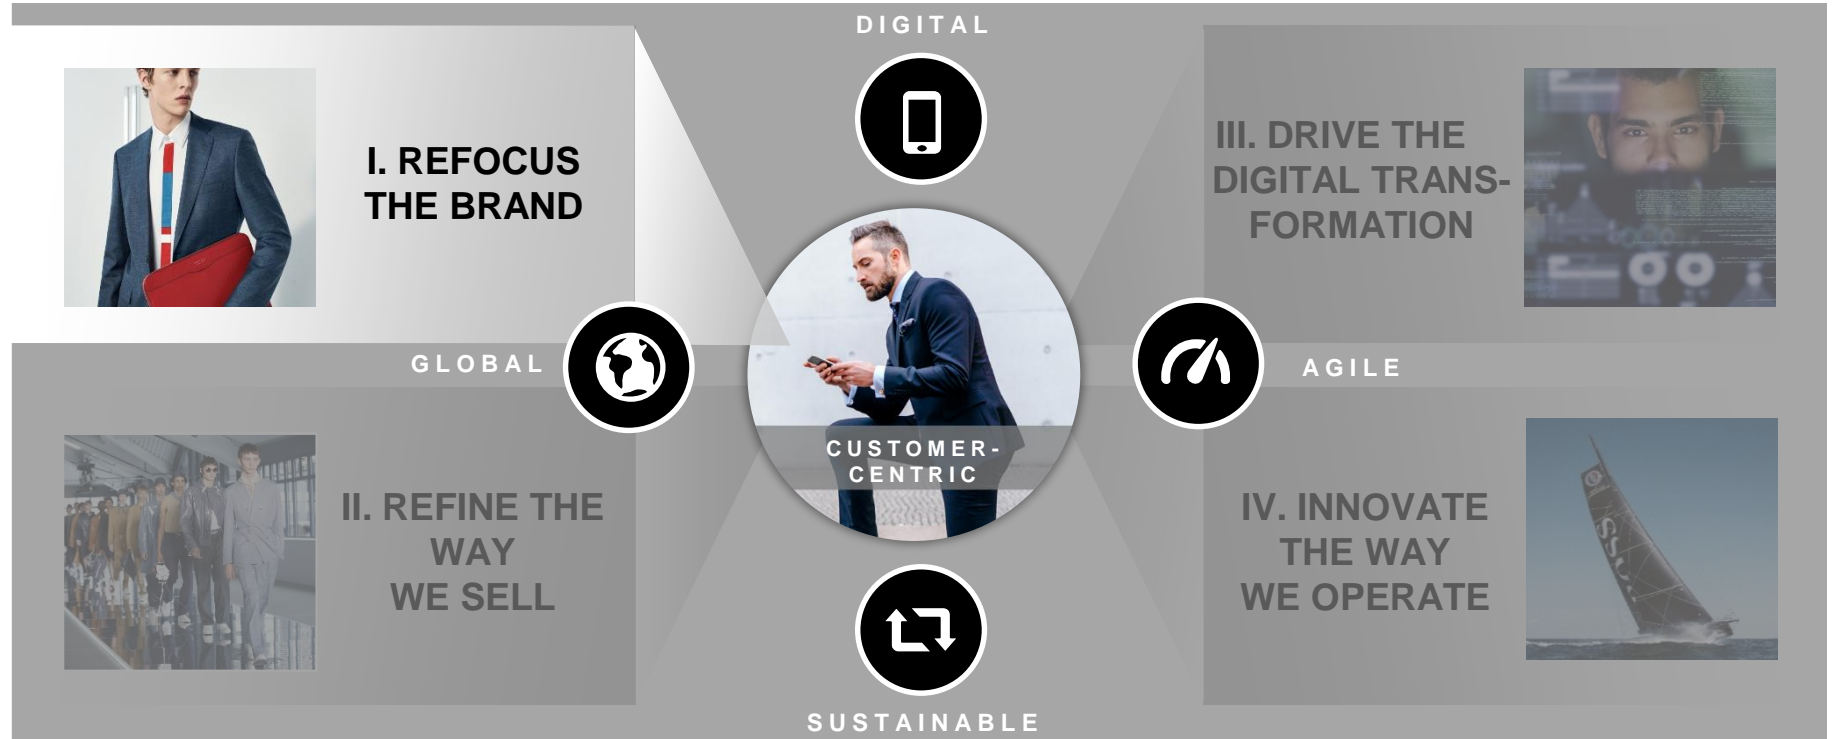 DIGITAL
I. REFOCUS
THE BRAND
III. DRIVE THE
DIGITAL TRANS-
FORMATION
GLOBAL
AGILE
CUSTOMER-
CENTRIC
II. REFINE THE
WAY
WE SELL
IV. INNOVATE
THE WAY
WE OPERATE
SUSTAINABLE